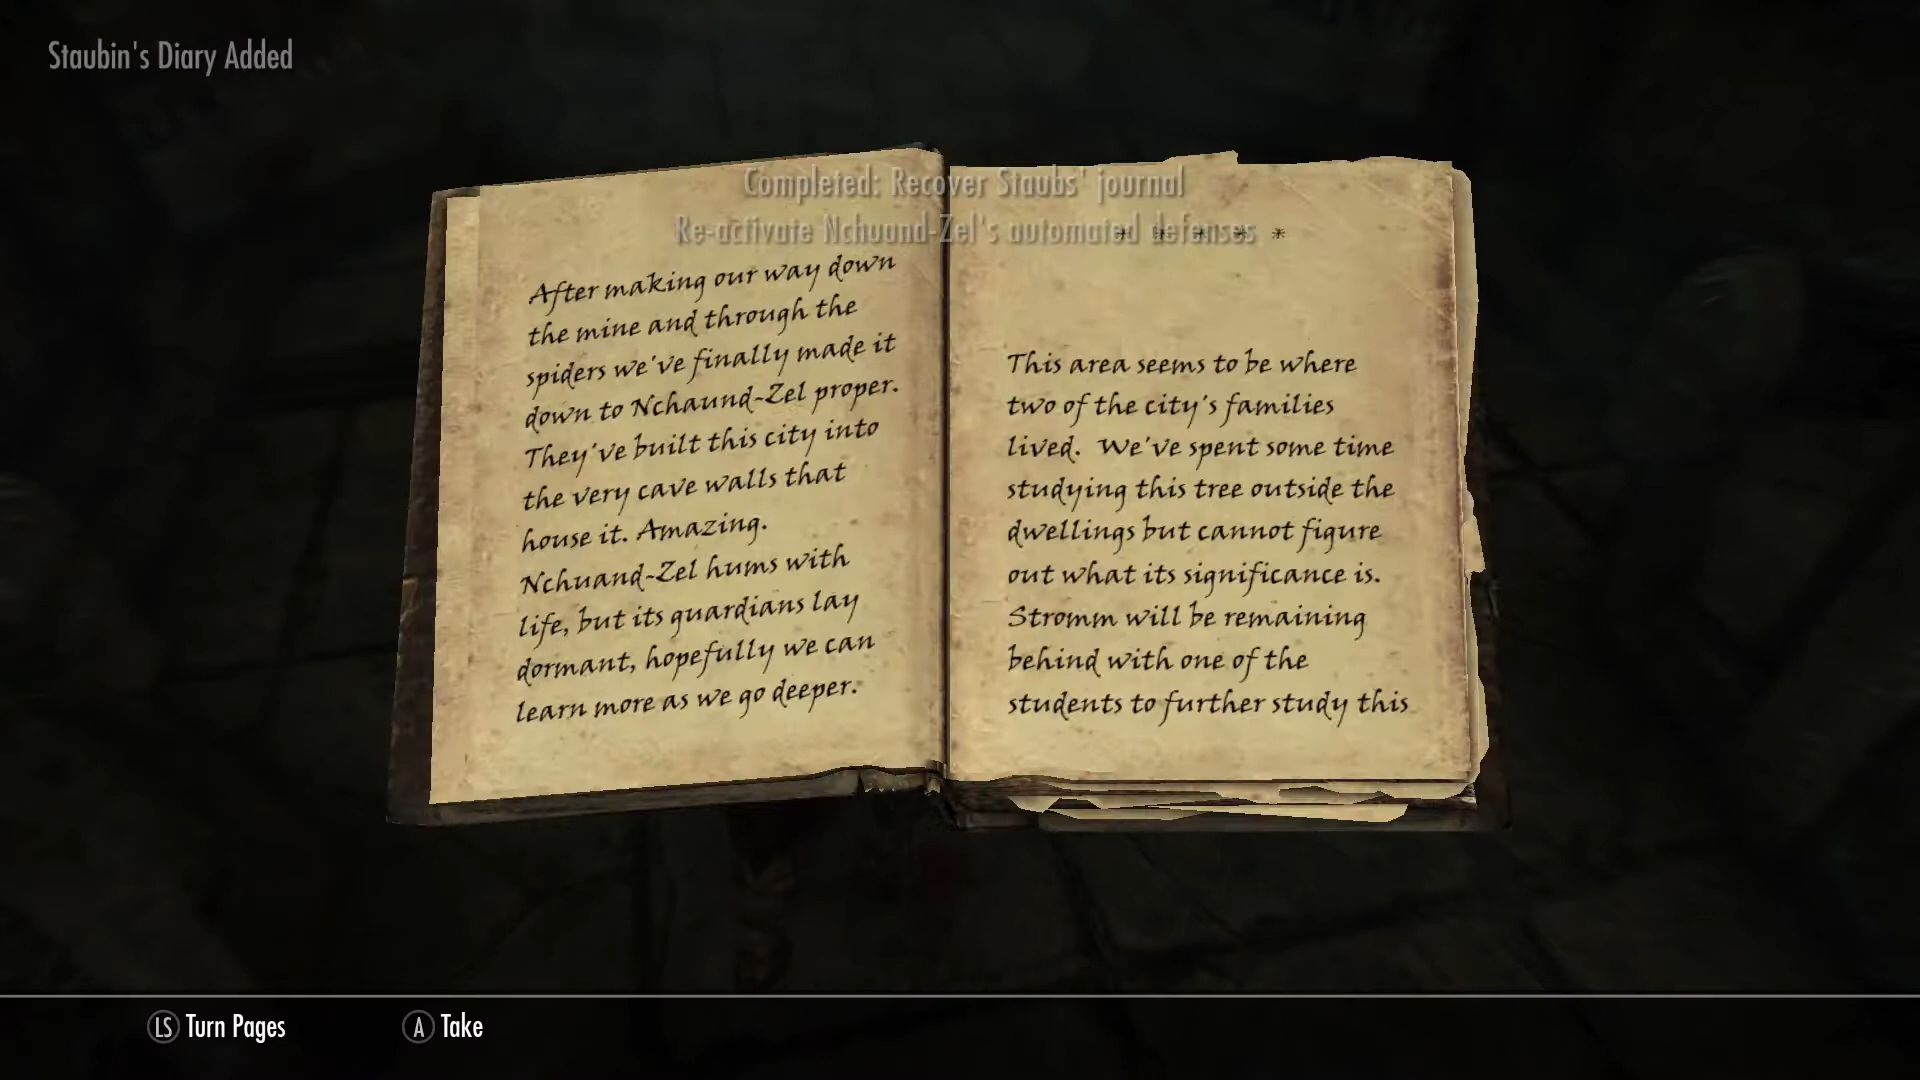 Staubin's Diary Added
Completed: Recover Staubs' journal
Re-activate Nchuand-Zel's automated defenses
After making our way down
the mine and through the
spiders we've finally made it
down to Nchaund-Zel proper.
They've built this city into
the very cave walls that
house it. Amazing.
Nchuand-Zel hums with
life, but its guardians lay
dormant, hopefully we can
learn more as we go deeper.
* * * * *
This area seems to be where
two of the city's families
lived. We've spent some time
studying this tree outside the
dwellings but cannot figure
out what its significance is.
Stromm will be remaining
behind with one of the
students to further study this
LS Turn Pages
A Take